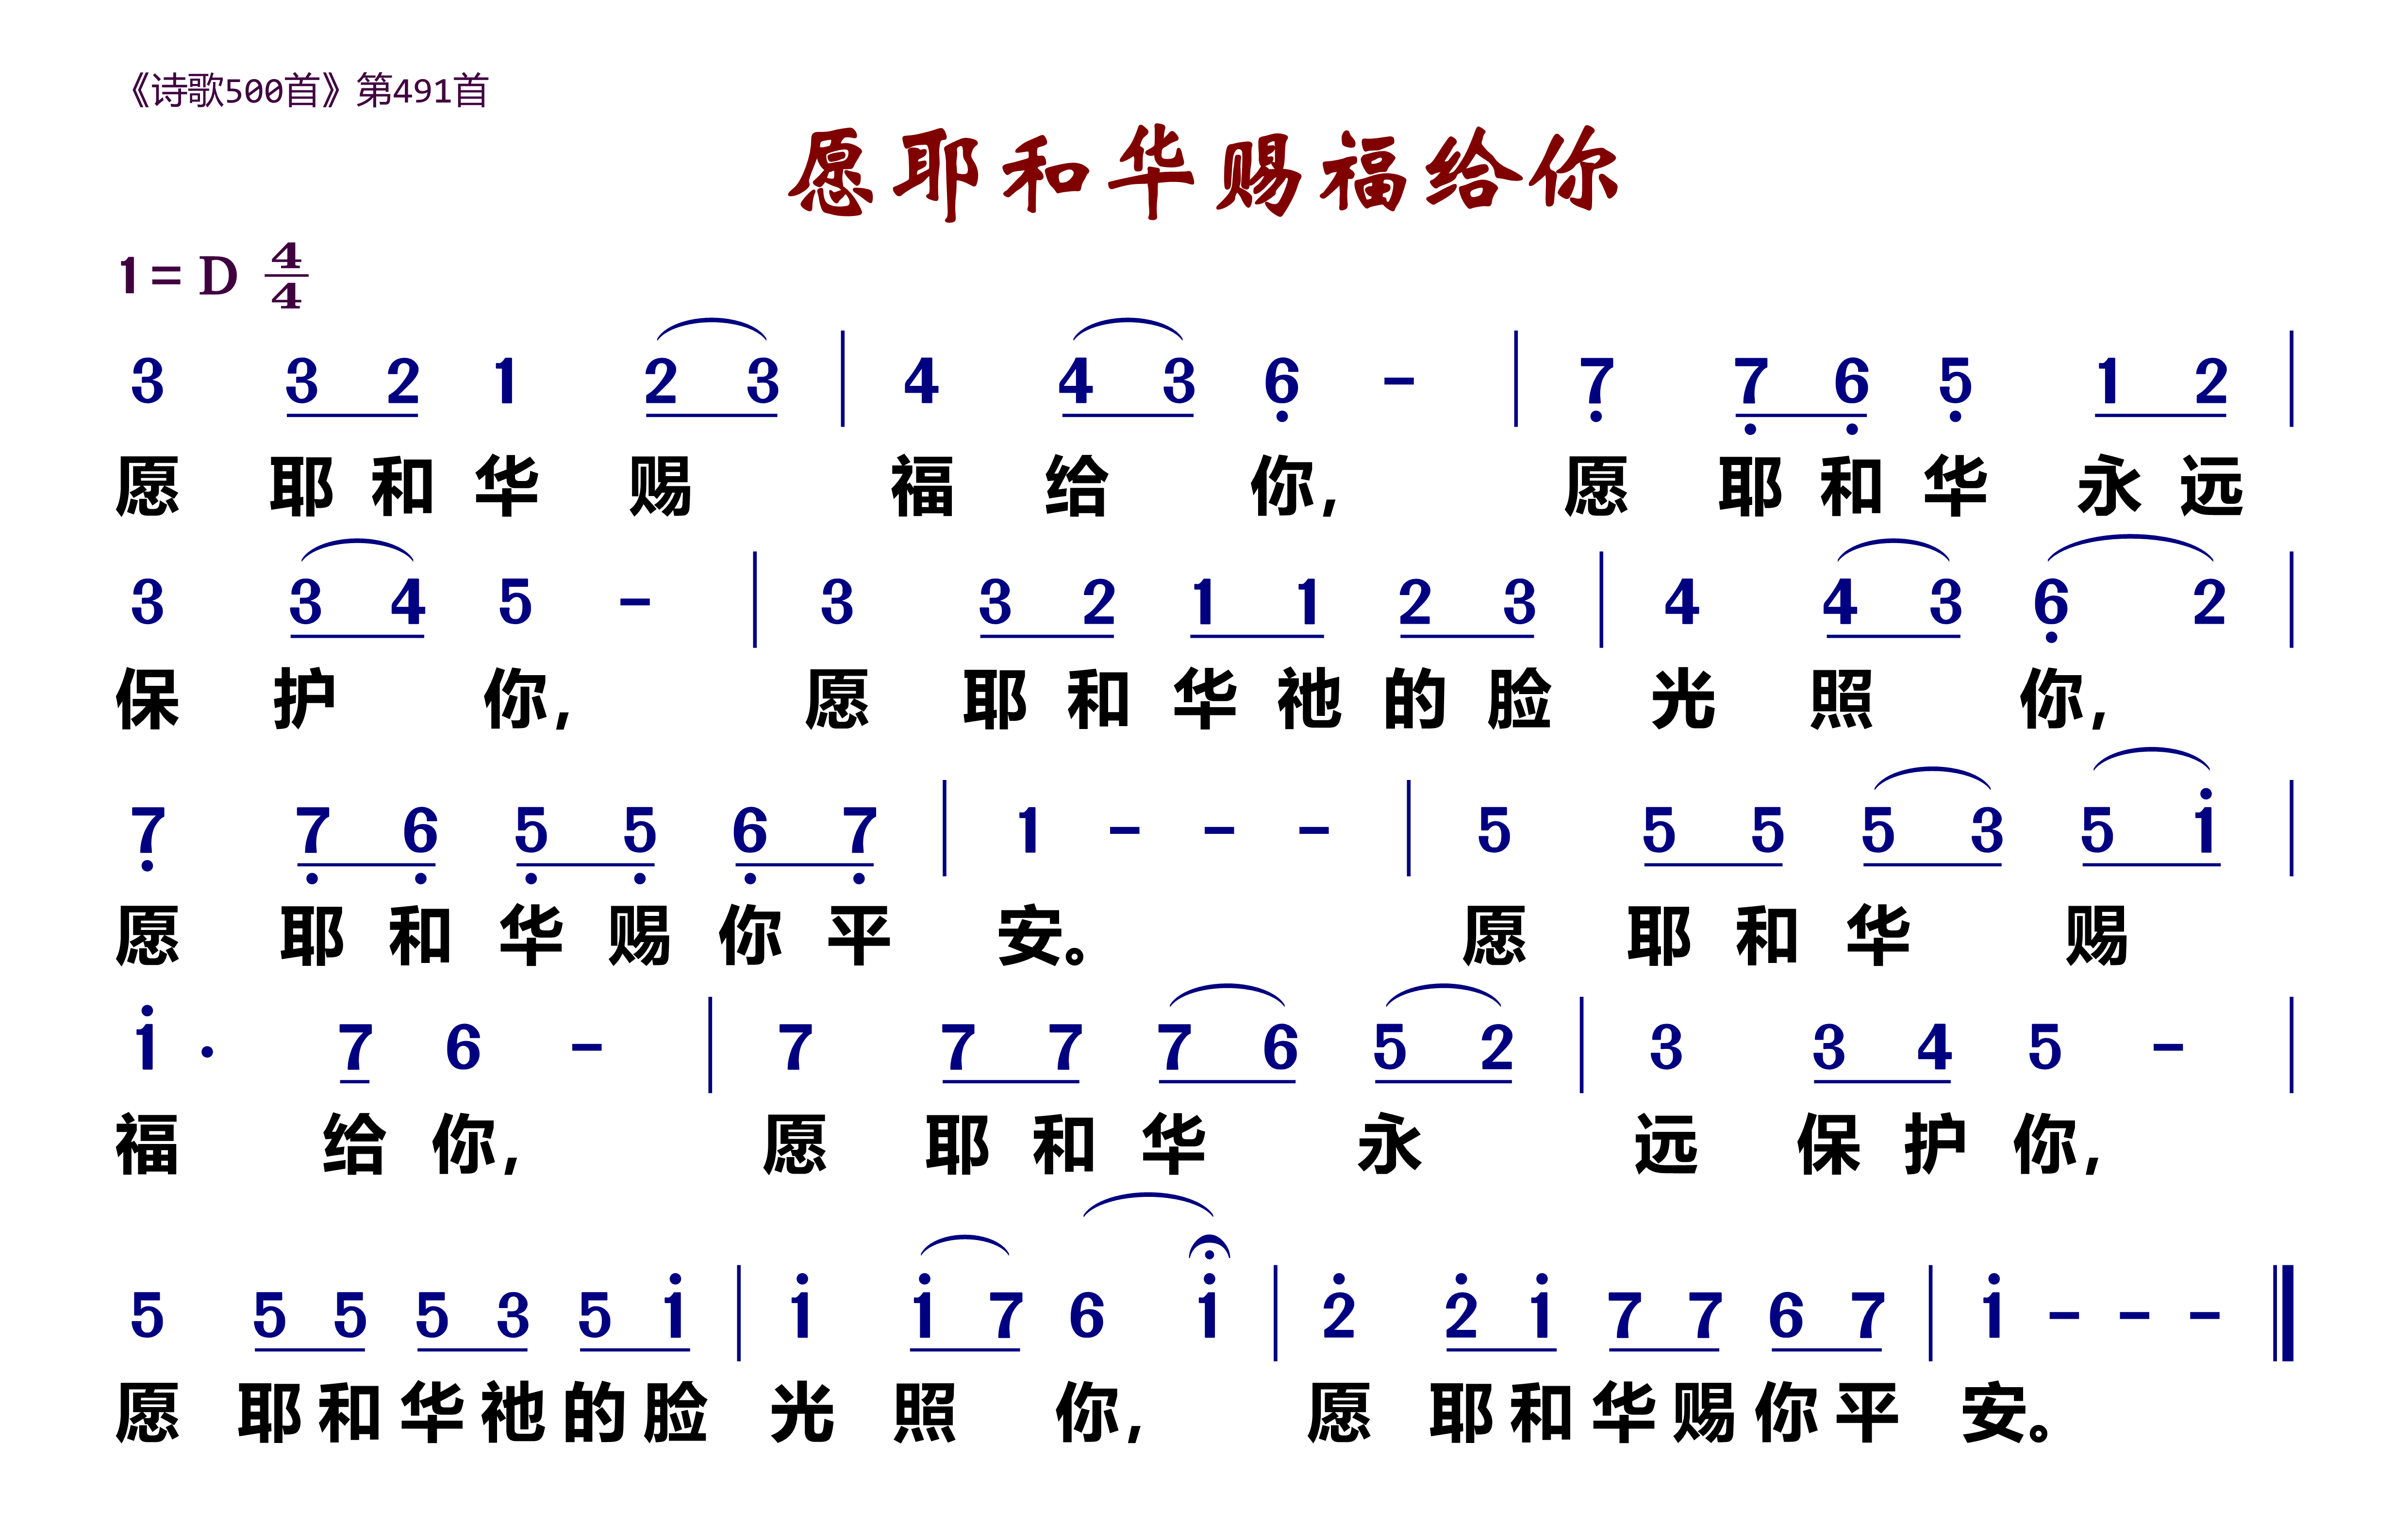 《诗歌500首》第491首
愿耶和华赐福给你
1=D 4/4
3 3 2 1 2 3 | 4 4 3 6̣ - | 7̣ 7̣ 6̣ 5̣ 1 2 |
愿 耶 和 华 赐 福 给 你, 愿 耶 和 华 永 远
3 3 4 5 - | 3 3 2 1 1 2 3 | 4 4 3 6̣ 2 |
保 护 你, 愿 耶 和 华 祂 的 脸 光 照 你,
7̣ 7̣ 6̣ 5̣ 5̣ 6̣ 7̣ | 1 - - - | 5 5 5 5 3 5 1̇ |
愿 耶 和 华 赐 你 平 安。 愿 耶 和 华 赐
1̇ · 7 6 - | 7 7 7 7 6 5 2 | 3 3 4 5 - |
福 给 你, 愿 耶 和 华 永 远 保 护 你,
5 5 5 5 3 5 1̇ | 1̇ 1̇ 7 6 1̇ | 2̇ 2̇ 1̇ 7 7 6 7 | 1̇ - - - ‖
愿 耶 和 华 祂 的 脸 光 照 你, 愿 耶 和 华 赐 你 平 安。